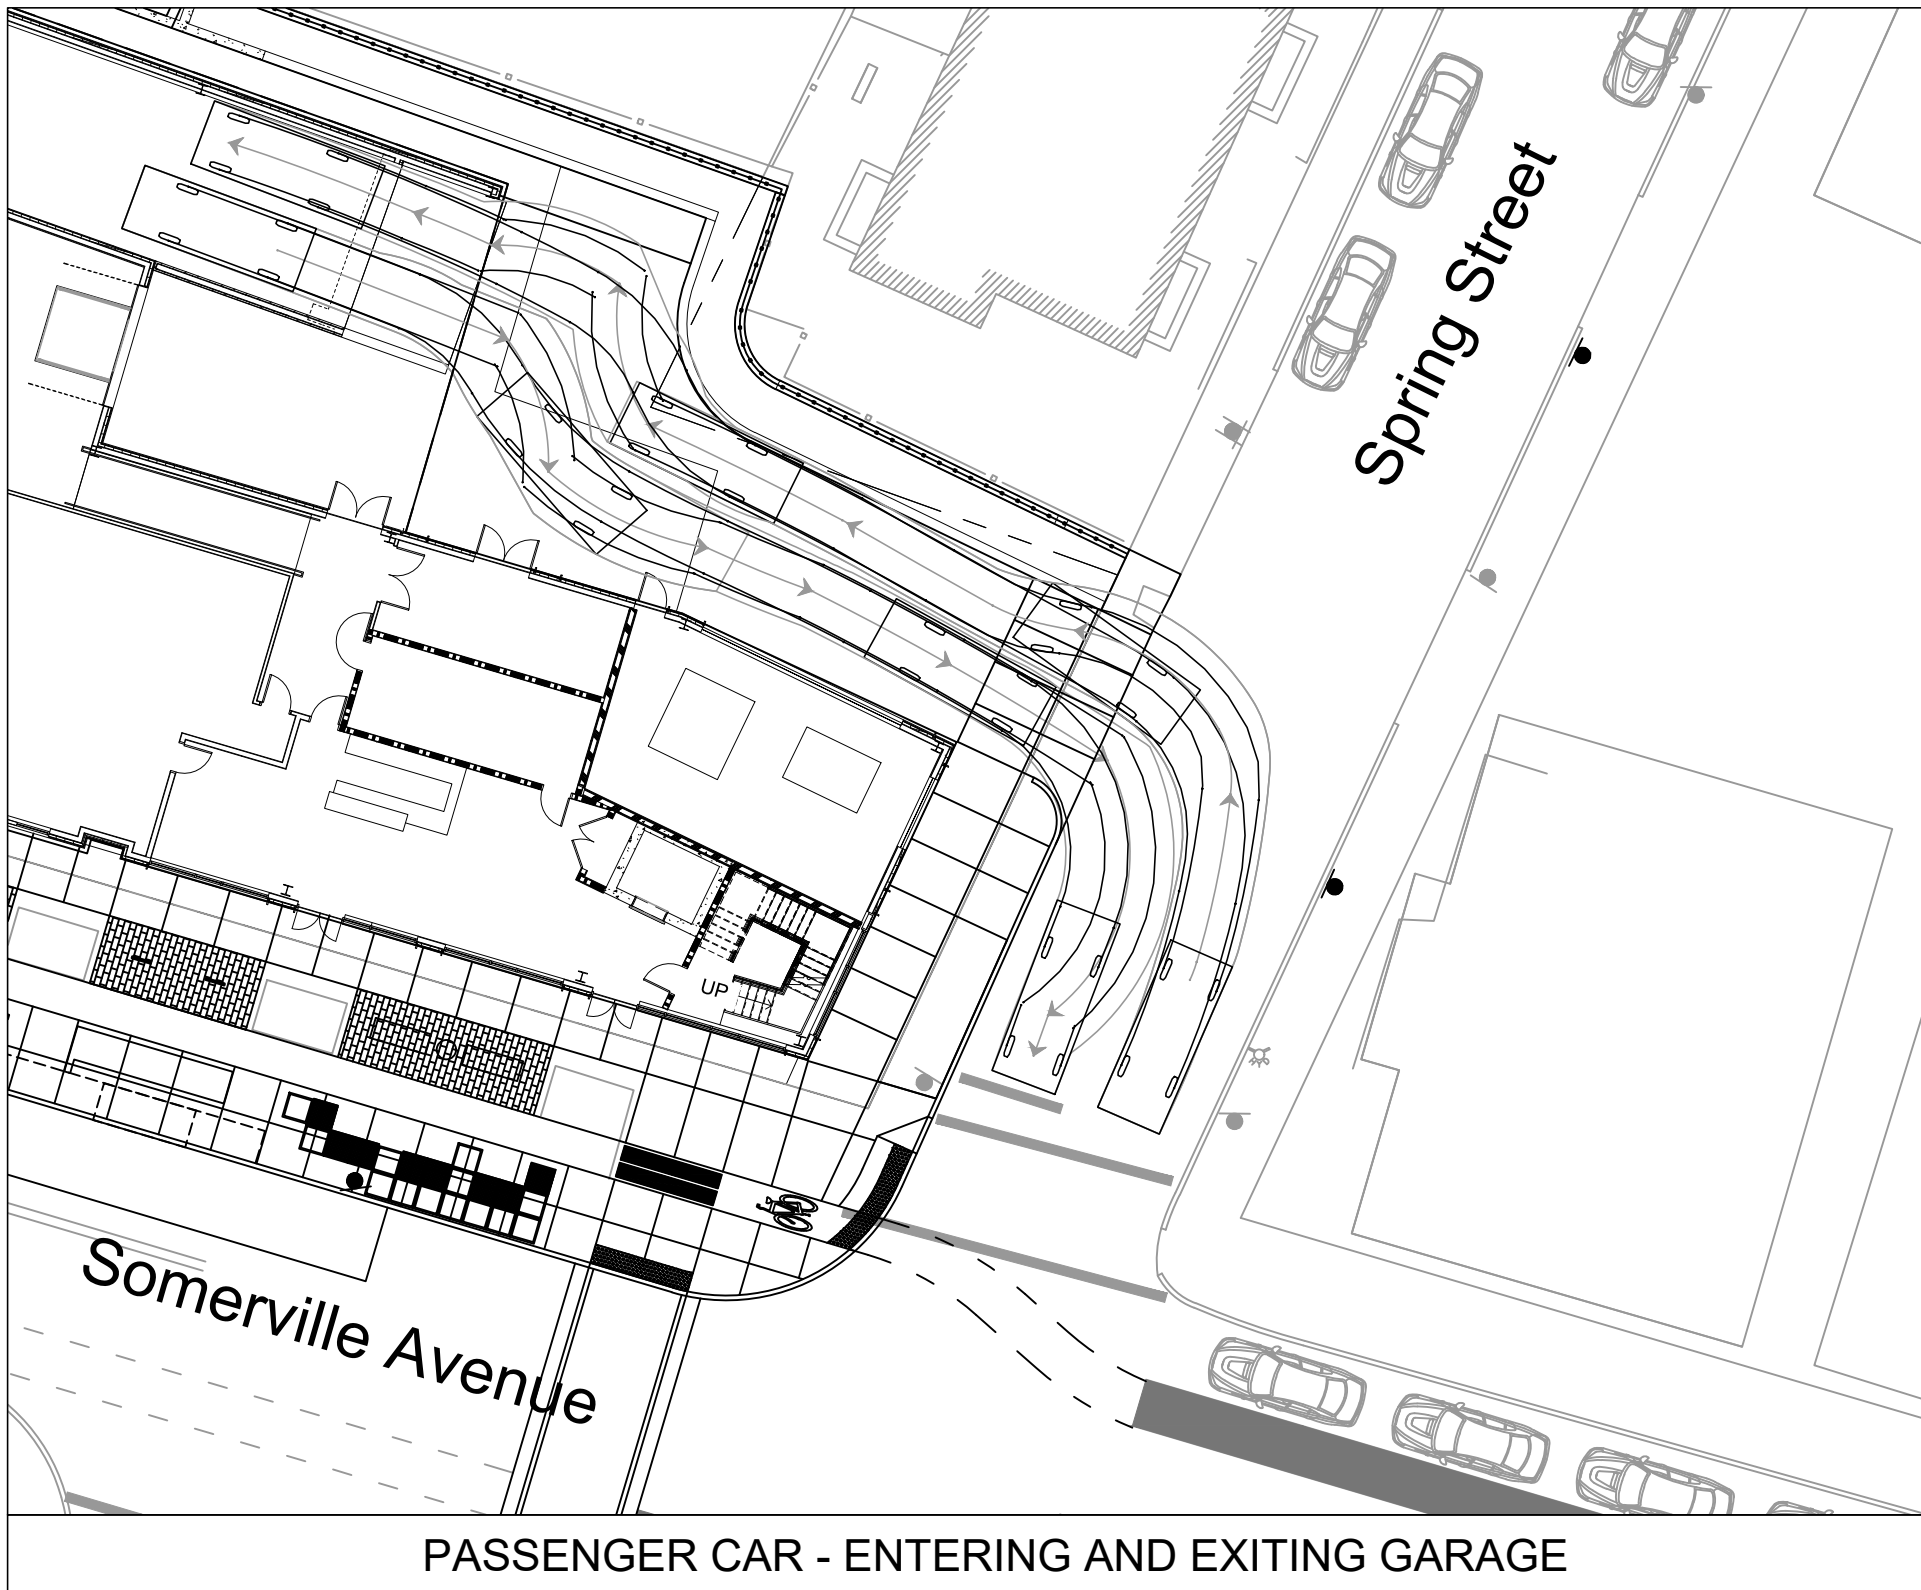 Spring Street
UP
Somerville Avenue
PASSENGER CAR - ENTERING AND EXITING GARAGE